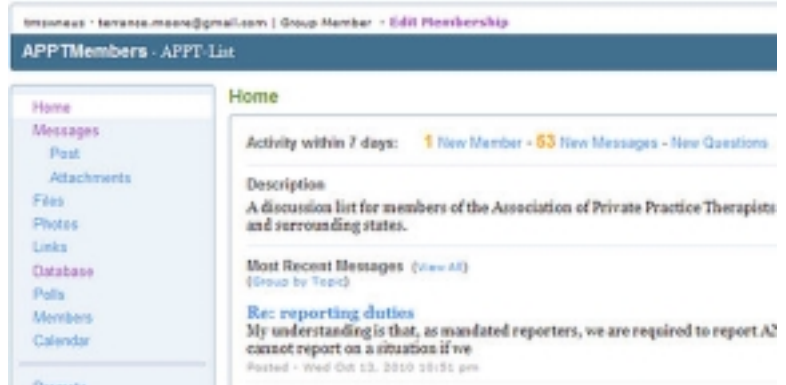 terrance.moore@gmail.com | Group Member - Edit Membership
APPTMembers - APPT-List
Home
Messages
Post
Attachments
Files
Photos
Links
Database
Polls
Members
Calendar
Home
Activity within 7 days: 1 New Member - 53 New Messages - New Questions
Description
A discussion list for members of the Association of Private Practice Therapists
and surrounding states.
Most Recent Messages (View All)
(Group by Topic)
Re: reporting duties
My understanding is that, as mandated reporters, we are required to report
cannot report on a situation if we
Posted - Wed Oct 13, 2010 10:51 pm